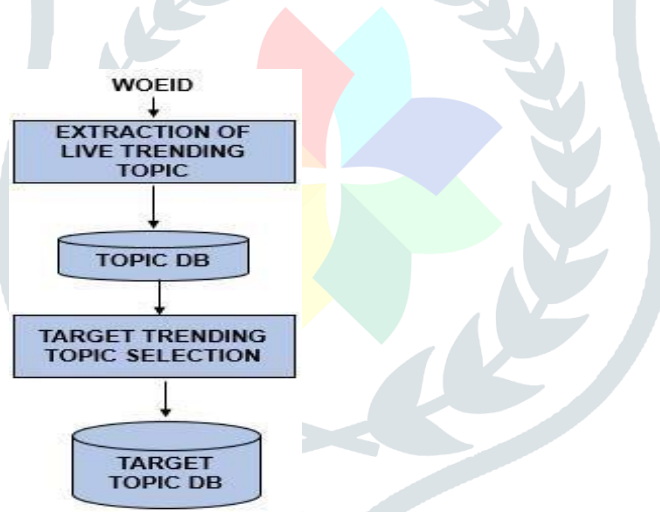 WOEID
EXTRACTION OF
LIVE TRENDING
TOPIC
TOPIC DB
TARGET TRENDING
TOPIC SELECTION
TARGET
TOPIC DB